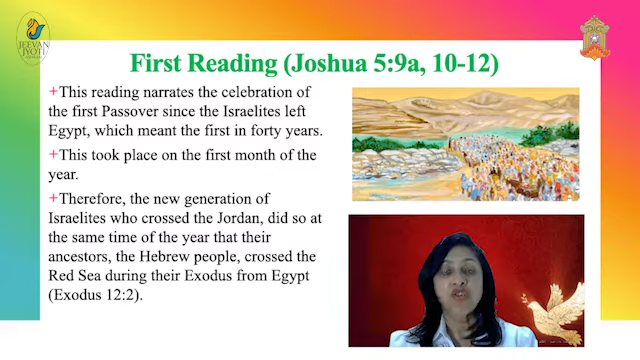 JEEVAN
JYOTI
First Reading (Joshua 5:9a, 10-12)
+This reading narrates the celebration of
the first Passover since the Israelites left
Egypt, which meant the first in forty years.
+This took place on the first month of the
year.
+Therefore, the new generation of
Israelites who crossed the Jordan, did so at
the same time of the year that their
ancestors, the Hebrew people, crossed the
Red Sea during their Exodus from Egypt
(Exodus 12:2).